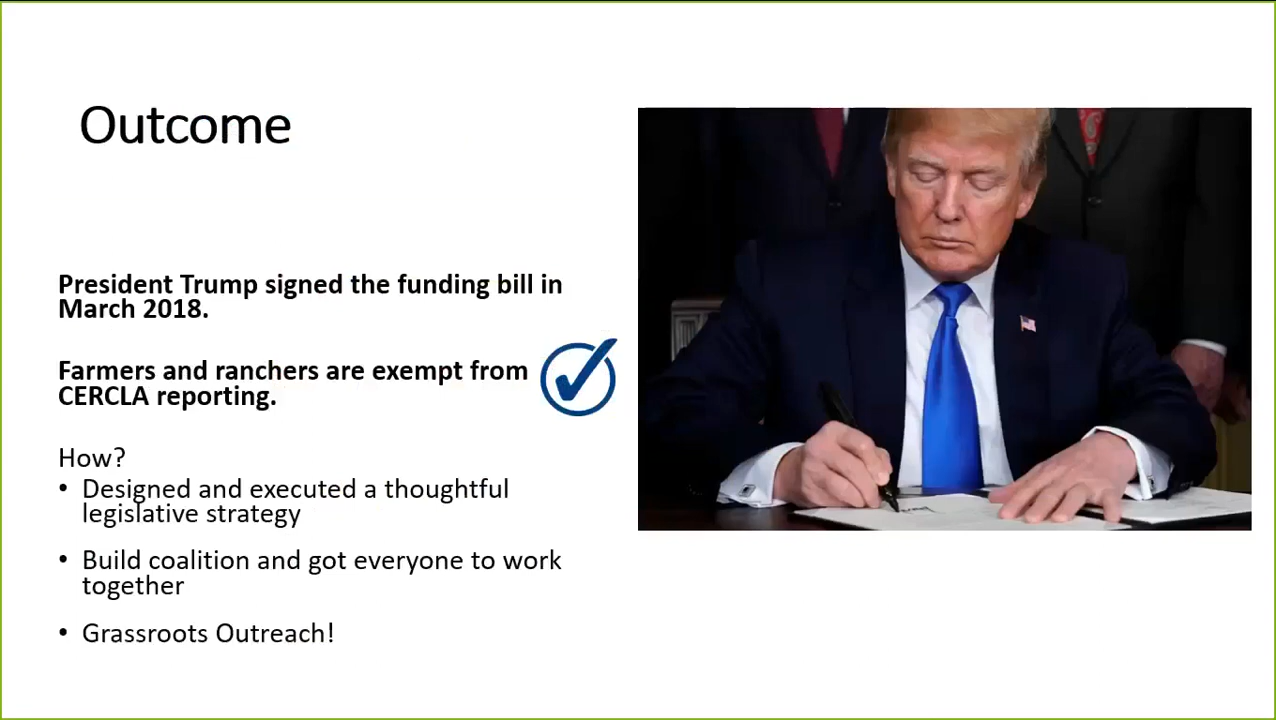 Outcome
President Trump signed the funding bill in
March 2018.
Farmers and ranchers are exempt from
CERCLA reporting.
How?
• Designed and executed a thoughtful
legislative strategy
• Build coalition and got everyone to work
together
• Grassroots Outreach!